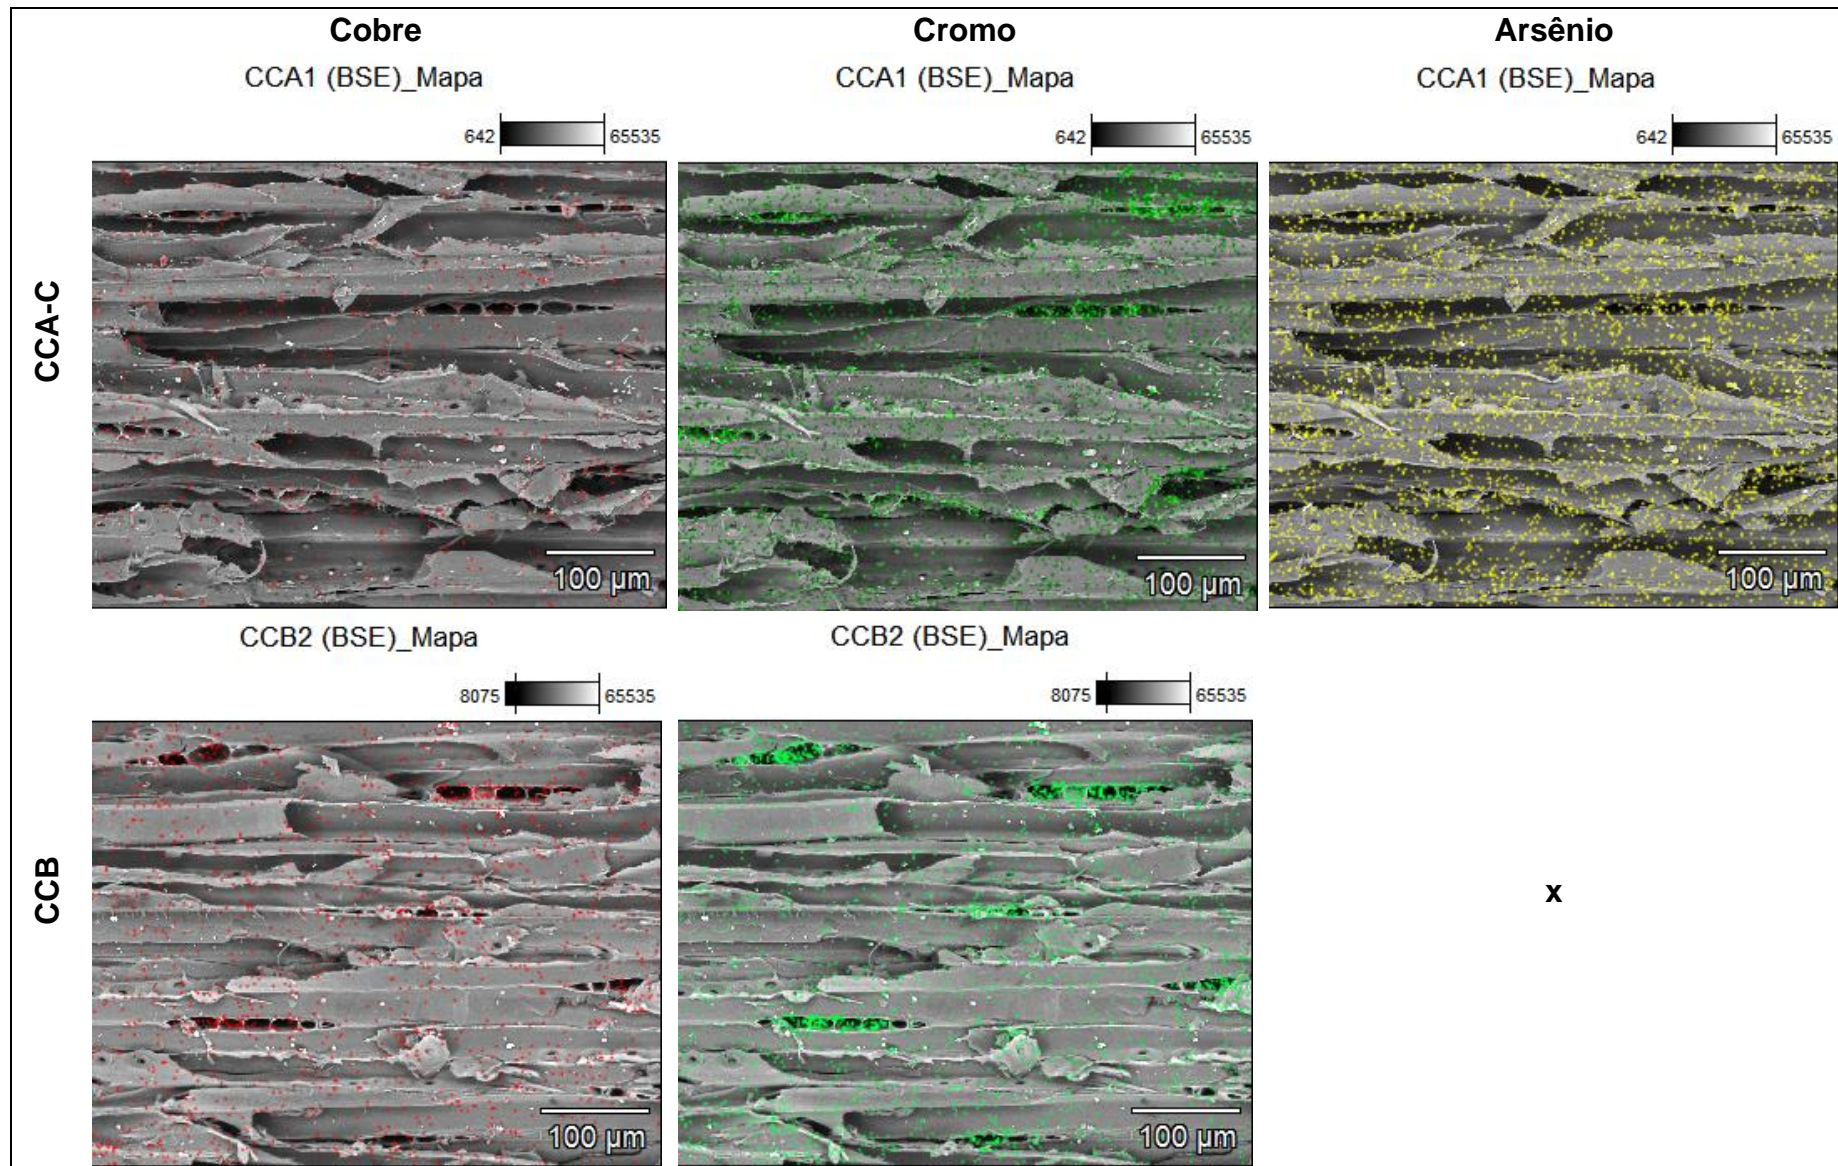 Cobre Cromo Arsênio
CCA1 (BSE)_Mapa CCA1 (BSE)_Mapa CCA1 (BSE)_Mapa
642 65535 642 65535 642 65535
CCA-C
100 µm 100 µm 100 µm
CCB2 (BSE)_Mapa CCB2 (BSE)_Mapa
8075 65535 8075 65535
CCB
x
100 µm 100 µm